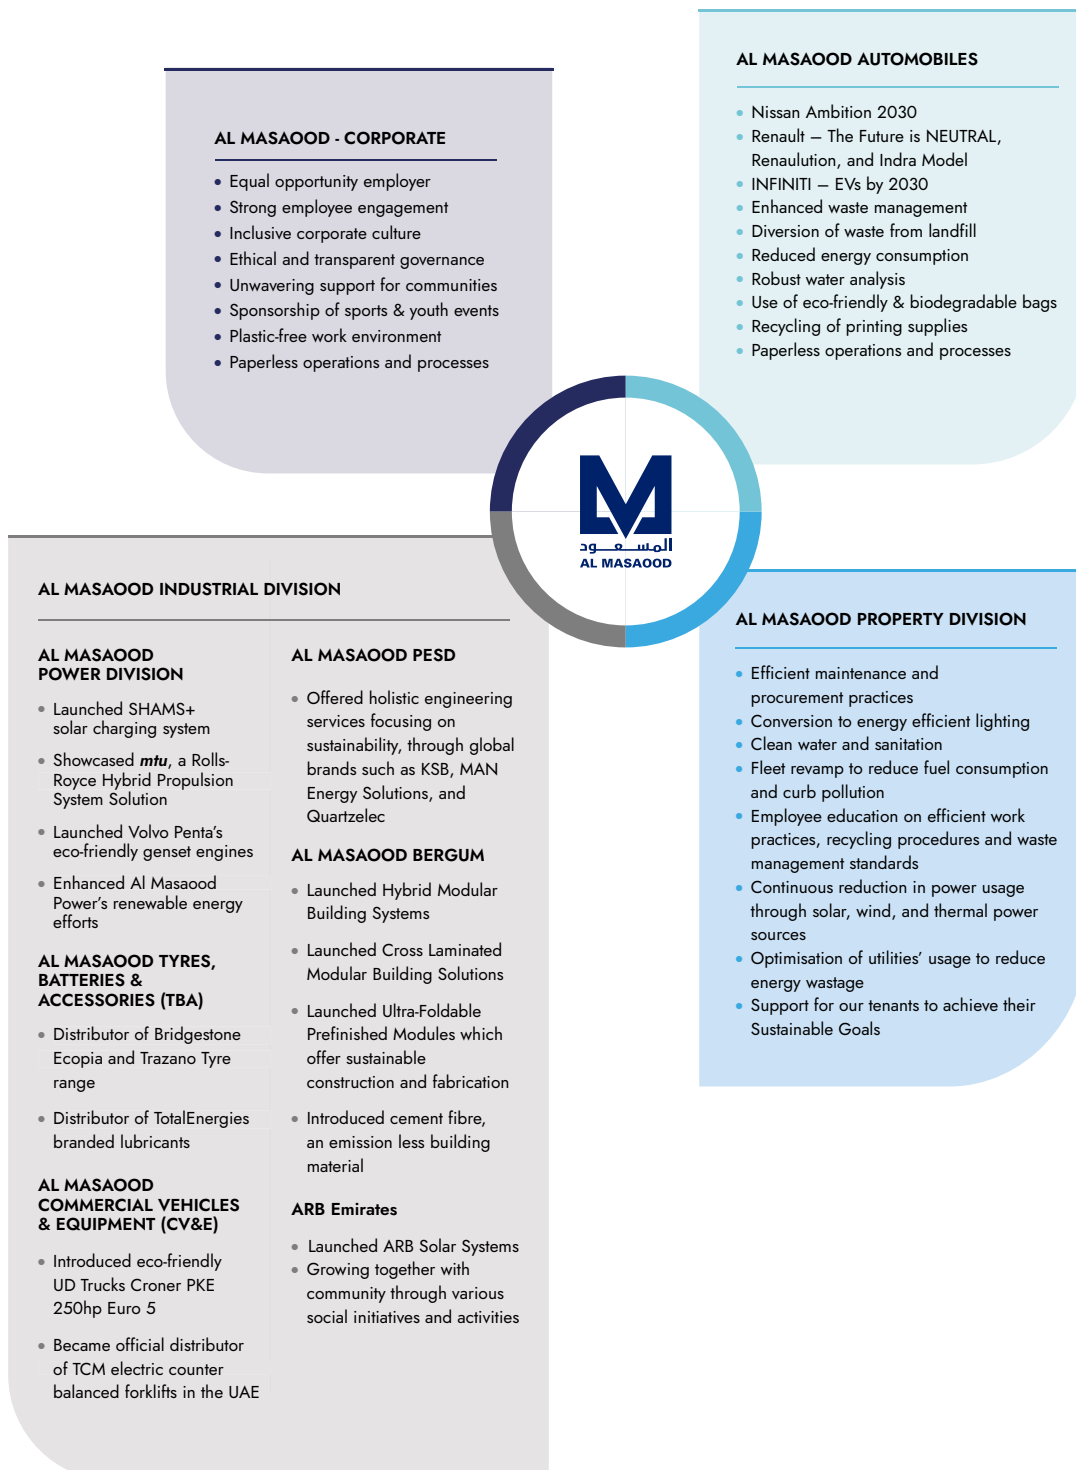 AL MASAOOD - CORPORATE
• Equal opportunity employer
• Strong employee engagement
• Inclusive corporate culture
• Ethical and transparent governance
• Unwavering support for communities
• Sponsorship of sports & youth events
• Plastic-free work environment
• Paperless operations and processes
AL MASAOOD AUTOMOBILES
• Nissan Ambition 2030
• Renault – The Future is NEUTRAL,
Renaulution, and Indra Model
• INFINITI – EVs by 2030
• Enhanced waste management
• Diversion of waste from landfill
• Reduced energy consumption
• Robust water analysis
• Use of eco-friendly & biodegradable bags
• Recycling of printing supplies
• Paperless operations and processes
المسعود
AL MASAOOD
AL MASAOOD INDUSTRIAL DIVISION
AL MASAOOD
POWER DIVISION
• Launched SHAMS+
solar charging system
• Showcased mtu, a Rolls-
Royce Hybrid Propulsion
System Solution
• Launched Volvo Penta’s
eco-friendly genset engines
• Enhanced Al Masaood
Power’s renewable energy
efforts
AL MASAOOD TYRES,
BATTERIES &
ACCESSORIES (TBA)
• Distributor of Bridgestone
Ecopia and Trazano Tyre
range
• Distributor of TotalEnergies
branded lubricants
AL MASAOOD
COMMERCIAL VEHICLES
& EQUIPMENT (CV&E)
• Introduced eco-friendly
UD Trucks Croner PKE
250hp Euro 5
• Became official distributor
of TCM electric counter
balanced forklifts in the UAE
AL MASAOOD PESD
• Offered holistic engineering
services focusing on
sustainability, through global
brands such as KSB, MAN
Energy Solutions, and
Quartzelec
AL MASAOOD BERGUM
• Launched Hybrid Modular
Building Systems
• Launched Cross Laminated
Modular Building Solutions
• Launched Ultra-Foldable
Prefinished Modules which
offer sustainable
construction and fabrication
• Introduced cement fibre,
an emission less building
material
ARB Emirates
• Launched ARB Solar Systems
• Growing together with
community through various
social initiatives and activities
AL MASAOOD PROPERTY DIVISION
• Efficient maintenance and
procurement practices
• Conversion to energy efficient lighting
• Clean water and sanitation
• Fleet revamp to reduce fuel consumption
and curb pollution
• Employee education on efficient work
practices, recycling procedures and waste
management standards
• Continuous reduction in power usage
through solar, wind, and thermal power
sources
• Optimisation of utilities’ usage to reduce
energy wastage
• Support for our tenants to achieve their
Sustainable Goals